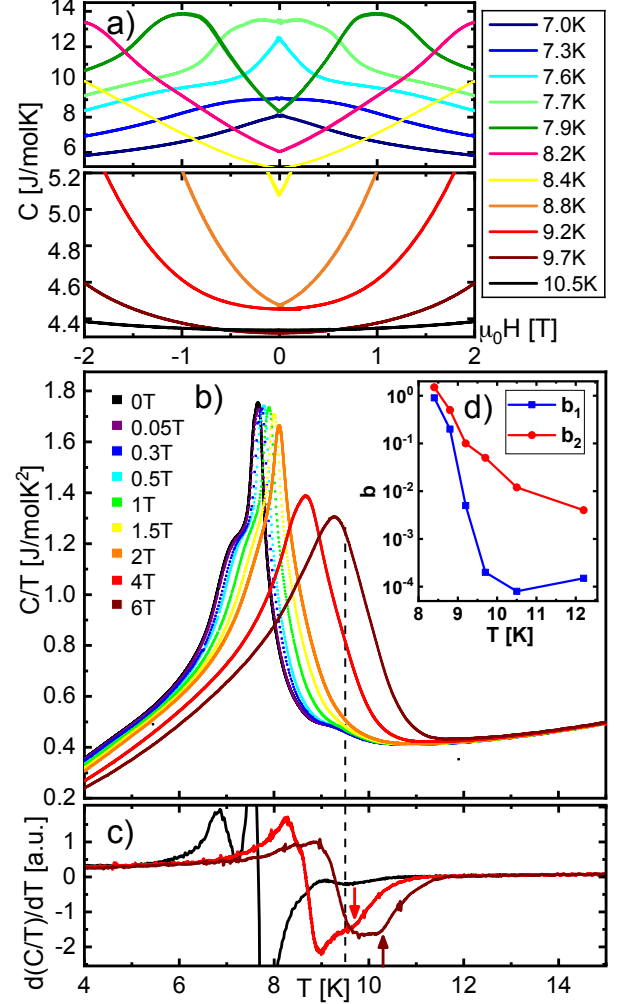 a)
C [J/molK]
14
12
10
8
6
5.2
5.0
4.8
4.6
4.4
-2
-1
0
1
2
μ₀H [T]
7.0K
7.3K
7.6K
7.7K
7.9K
8.2K
8.4K
8.8K
9.2K
9.7K
10.5K
b)
C/T [J/molK²]
1.8
1.6
1.4
1.2
1.0
0.8
0.6
0.4
0.2
0T
0.05T
0.3T
0.5T
1T
1.5T
2T
4T
6T
d)
b₁
b₂
b
10⁰
10⁻¹
10⁻²
10⁻³
10⁻⁴
8
9
10
11
12
T [K]
c)
d(C/T)/dT [a.u.]
1
0
-1
-2
4
6
8
10
12
14
T [K]